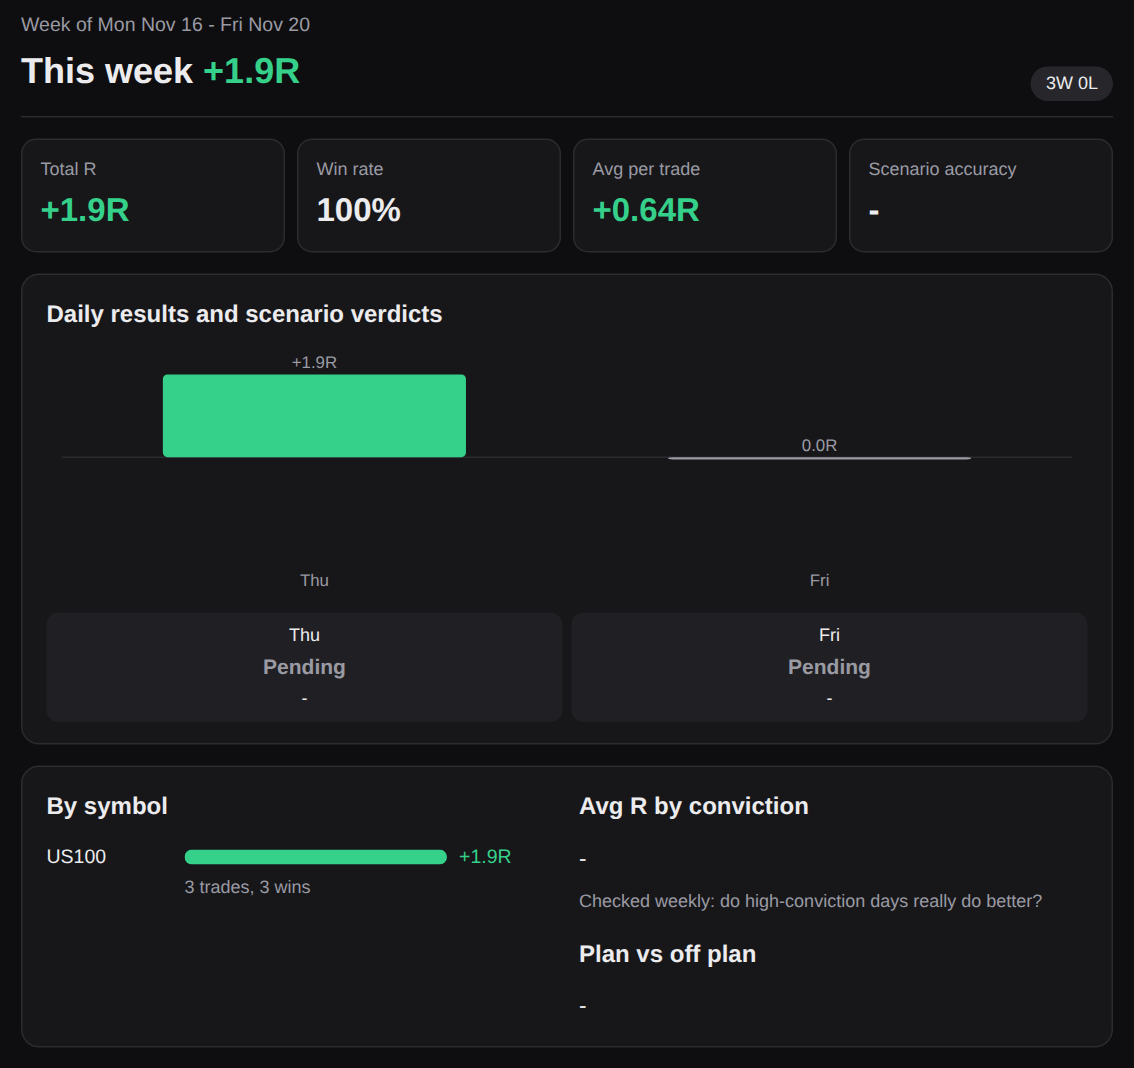 Week of Mon Nov 16 - Fri Nov 20
This week +1.9R
3W 0L
Total R
+1.9R
Win rate
100%
Avg per trade
+0.64R
Scenario accuracy
-
Daily results and scenario verdicts
+1.9R
0.0R
Thu
Fri
Thu
Pending
-
Fri
Pending
-
By symbol
US100
+1.9R
3 trades, 3 wins
Avg R by conviction
-
Checked weekly: do high-conviction days really do better?
Plan vs off plan
-